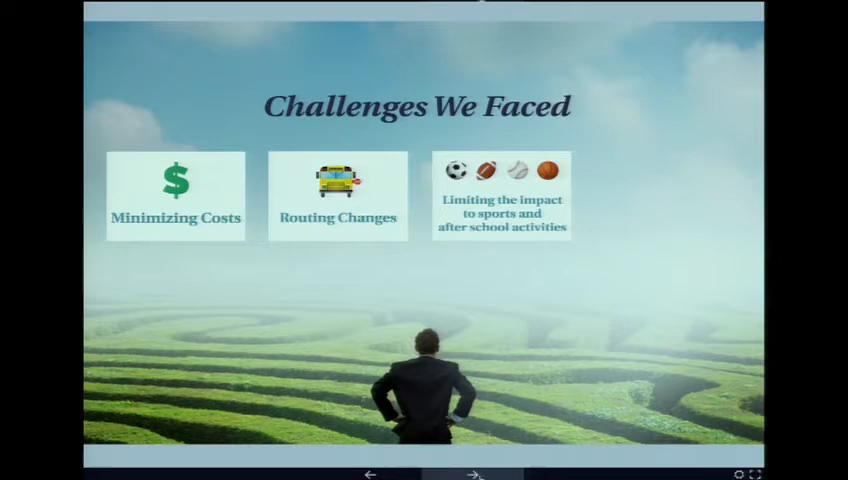 Challenges We Faced
Minimizing Costs
Routing Changes
Limiting the impact
to sports and
after school activities